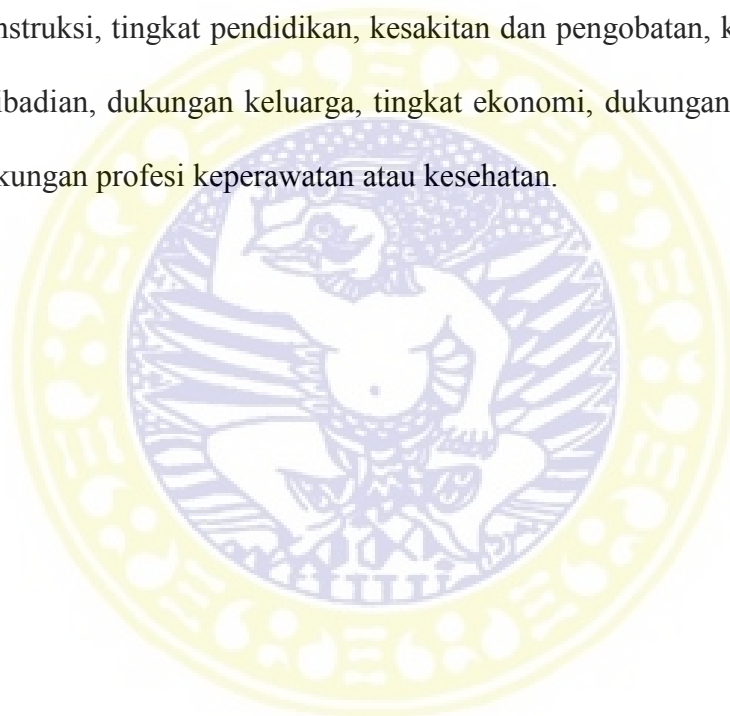 nstruksi, tingkat pendidikan, kesakitan dan pengobatan, k
ibadian, dukungan keluarga, tingkat ekonomi, dukungan
kungan profesi keperawatan atau kesehatan.